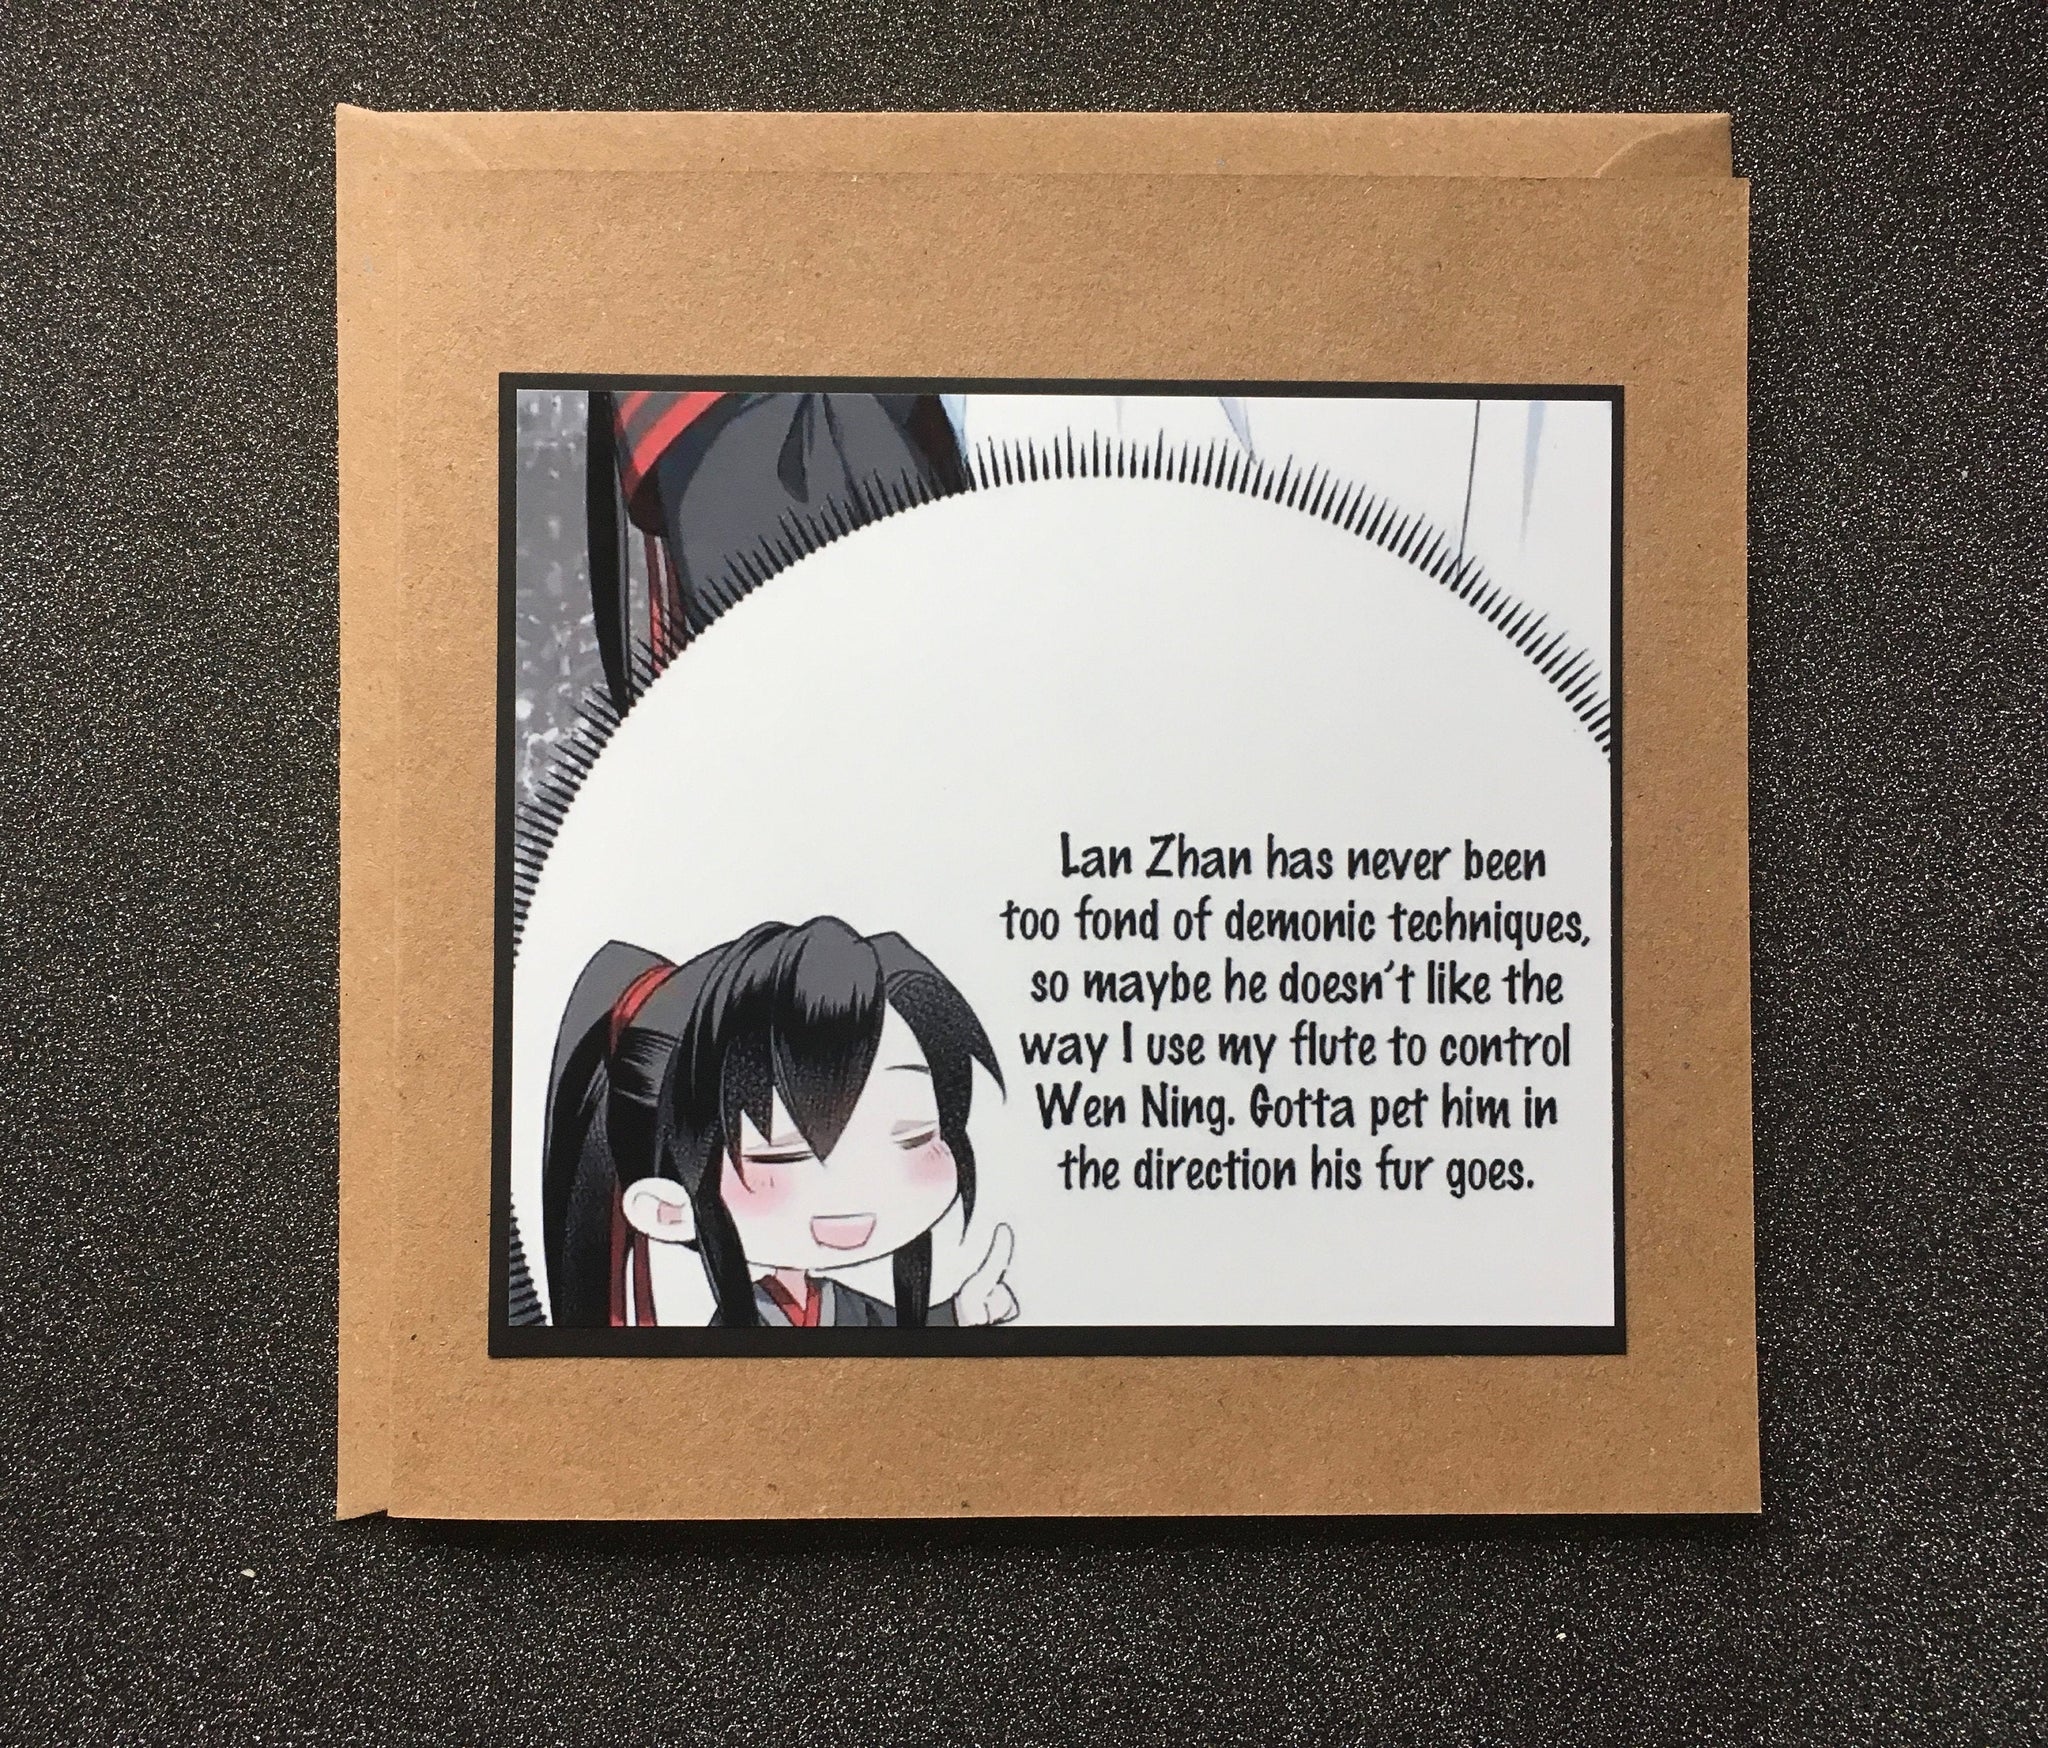 Lan Zhan has never been
too fond of demonic techniques,
so maybe he doesn't like the
way I use my flute to control
Wen Ning. Gotta pet him in
the direction his fur goes.